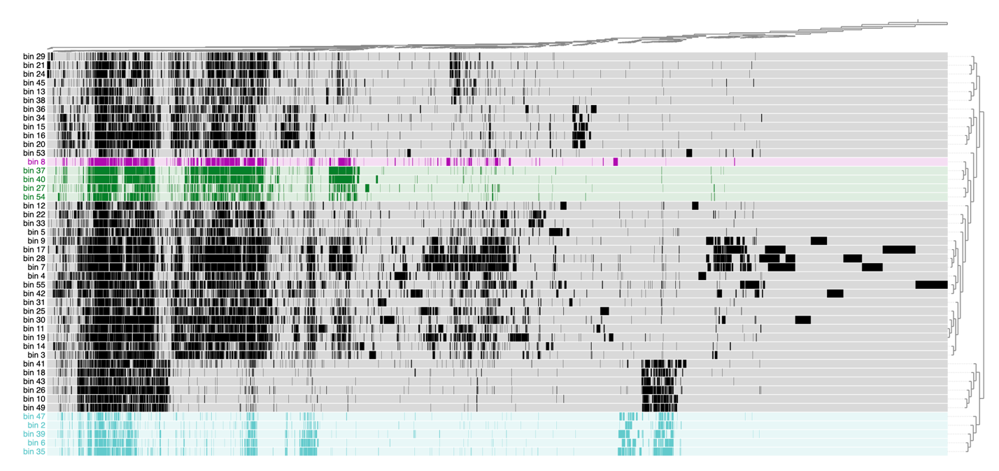 bin 29
bin 21
bin 24
bin 45
bin 13
bin 38
bin 36
bin 34
bin 15
bin 16
bin 20
bin 53
bin 8
bin 37
bin 40
bin 27
bin 54
bin 12
bin 22
bin 33
bin 5
bin 9
bin 17
bin 28
bin 7
bin 4
bin 55
bin 42
bin 31
bin 25
bin 30
bin 11
bin 19
bin 14
bin 3
bin 41
bin 18
bin 43
bin 26
bin 10
bin 49
bin 47
bin 2
bin 39
bin 6
bin 35